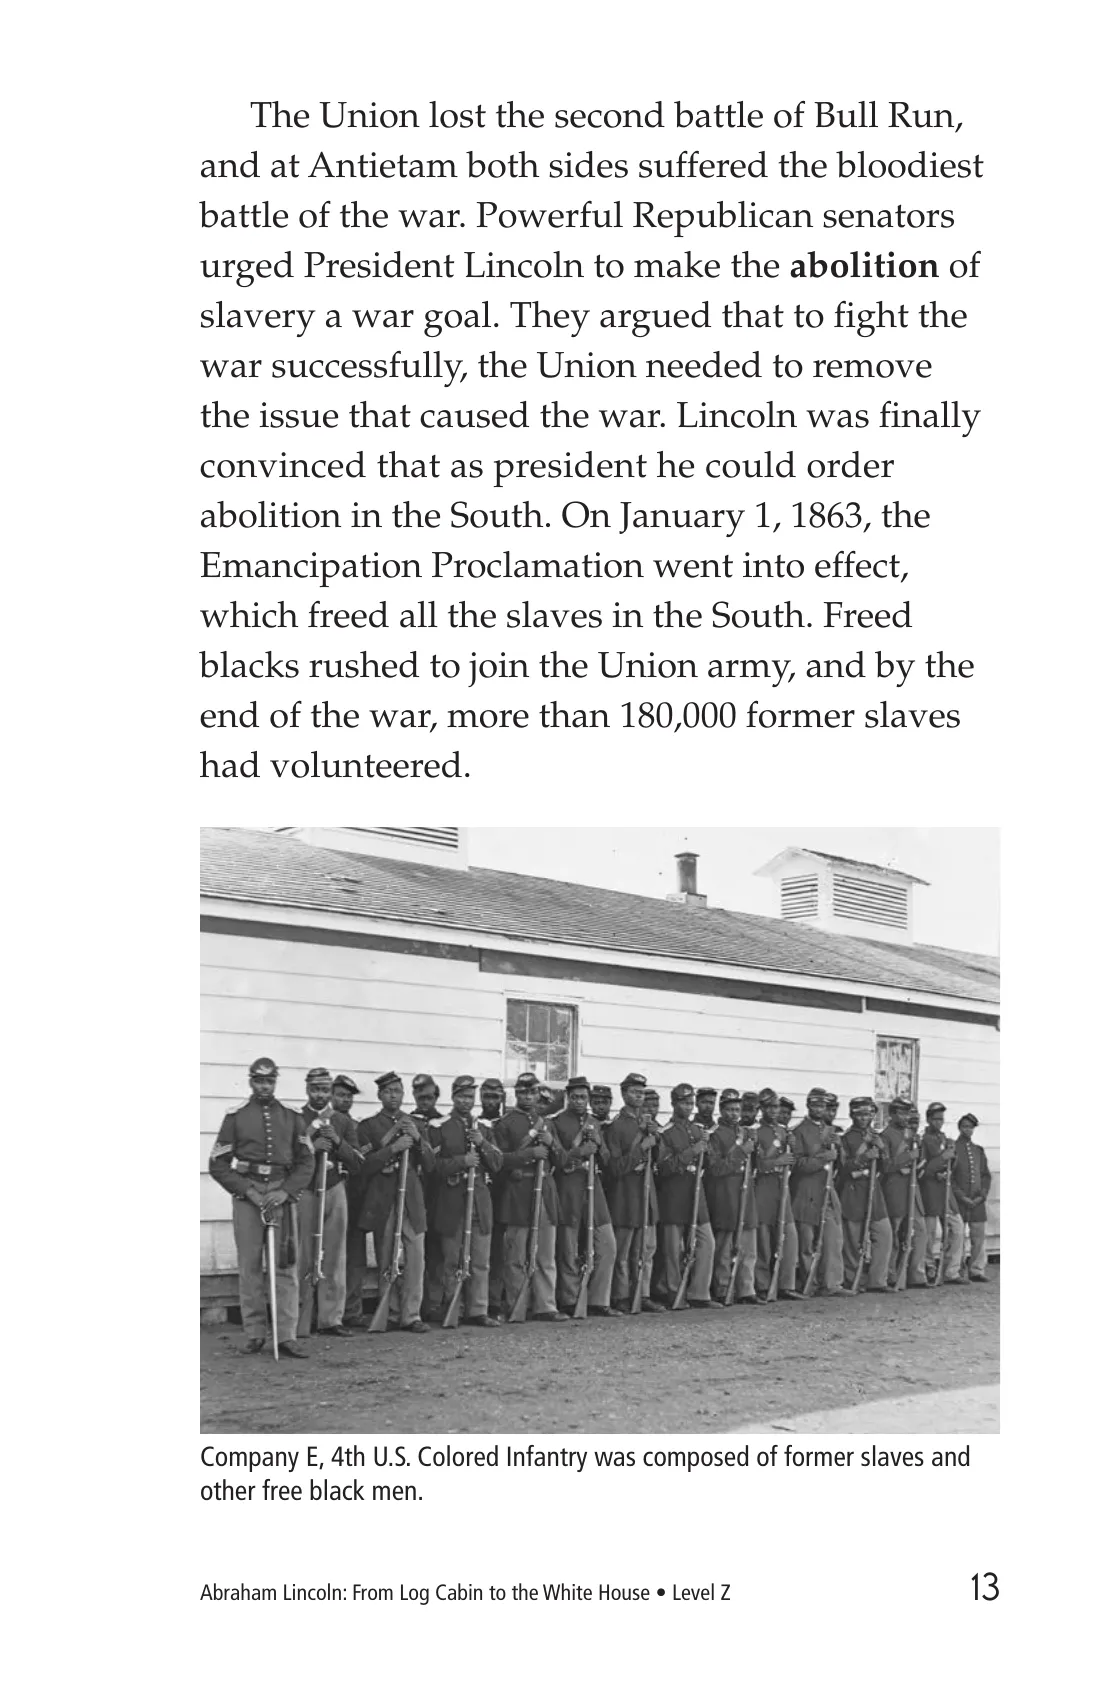 The Union lost the second battle of Bull Run,
and at Antietam both sides suffered the bloodiest
battle of the war. Powerful Republican senators
urged President Lincoln to make the abolition of
slavery a war goal. They argued that to fight the
war successfully, the Union needed to remove
the issue that caused the war. Lincoln was finally
convinced that as president he could order
abolition in the South. On January 1, 1863, the
Emancipation Proclamation went into effect,
which freed all the slaves in the South. Freed
blacks rushed to join the Union army, and by the
end of the war, more than 180,000 former slaves
had volunteered.
Company E, 4th U.S. Colored Infantry was composed of former slaves and
other free black men.
Abraham Lincoln: From Log Cabin to the White House • Level Z 13